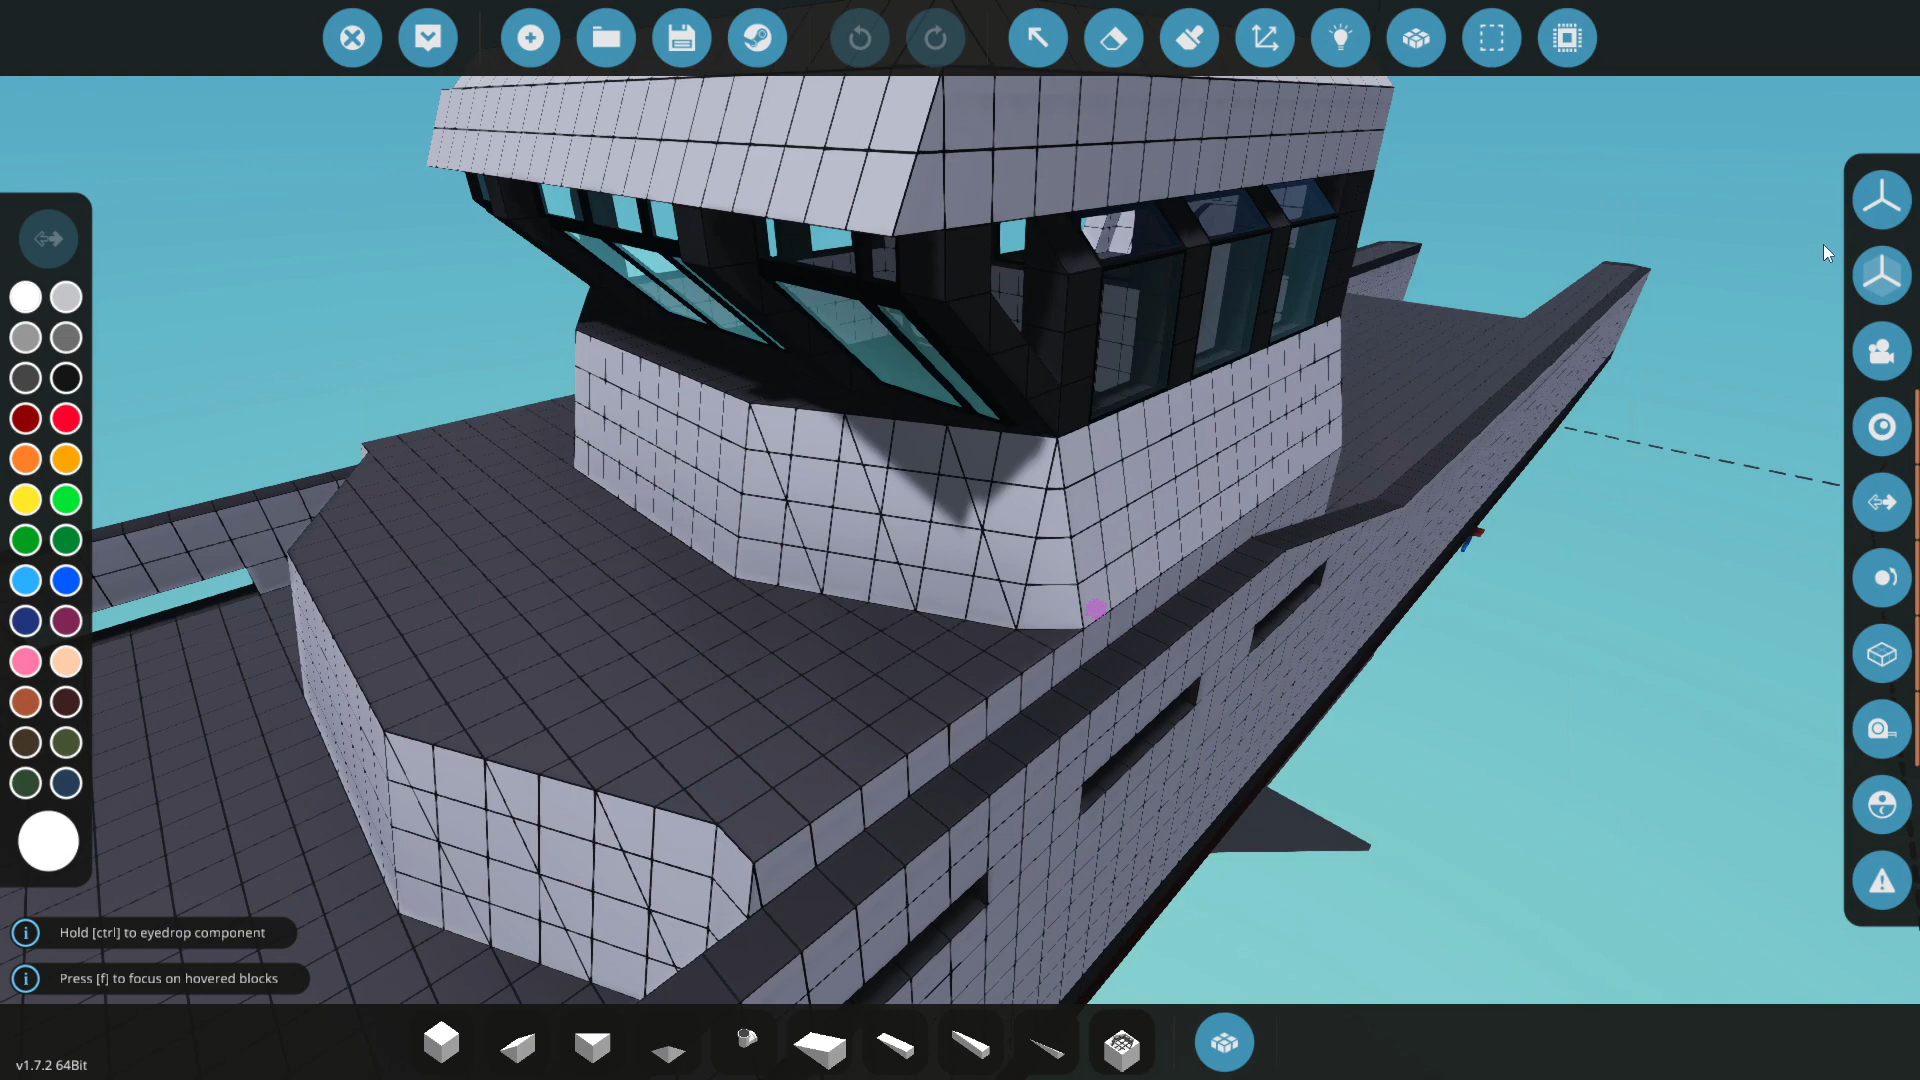 Hold [ctrl] to eyedrop component
Press [f] to focus on hovered blocks
v1.7.2 64Bit